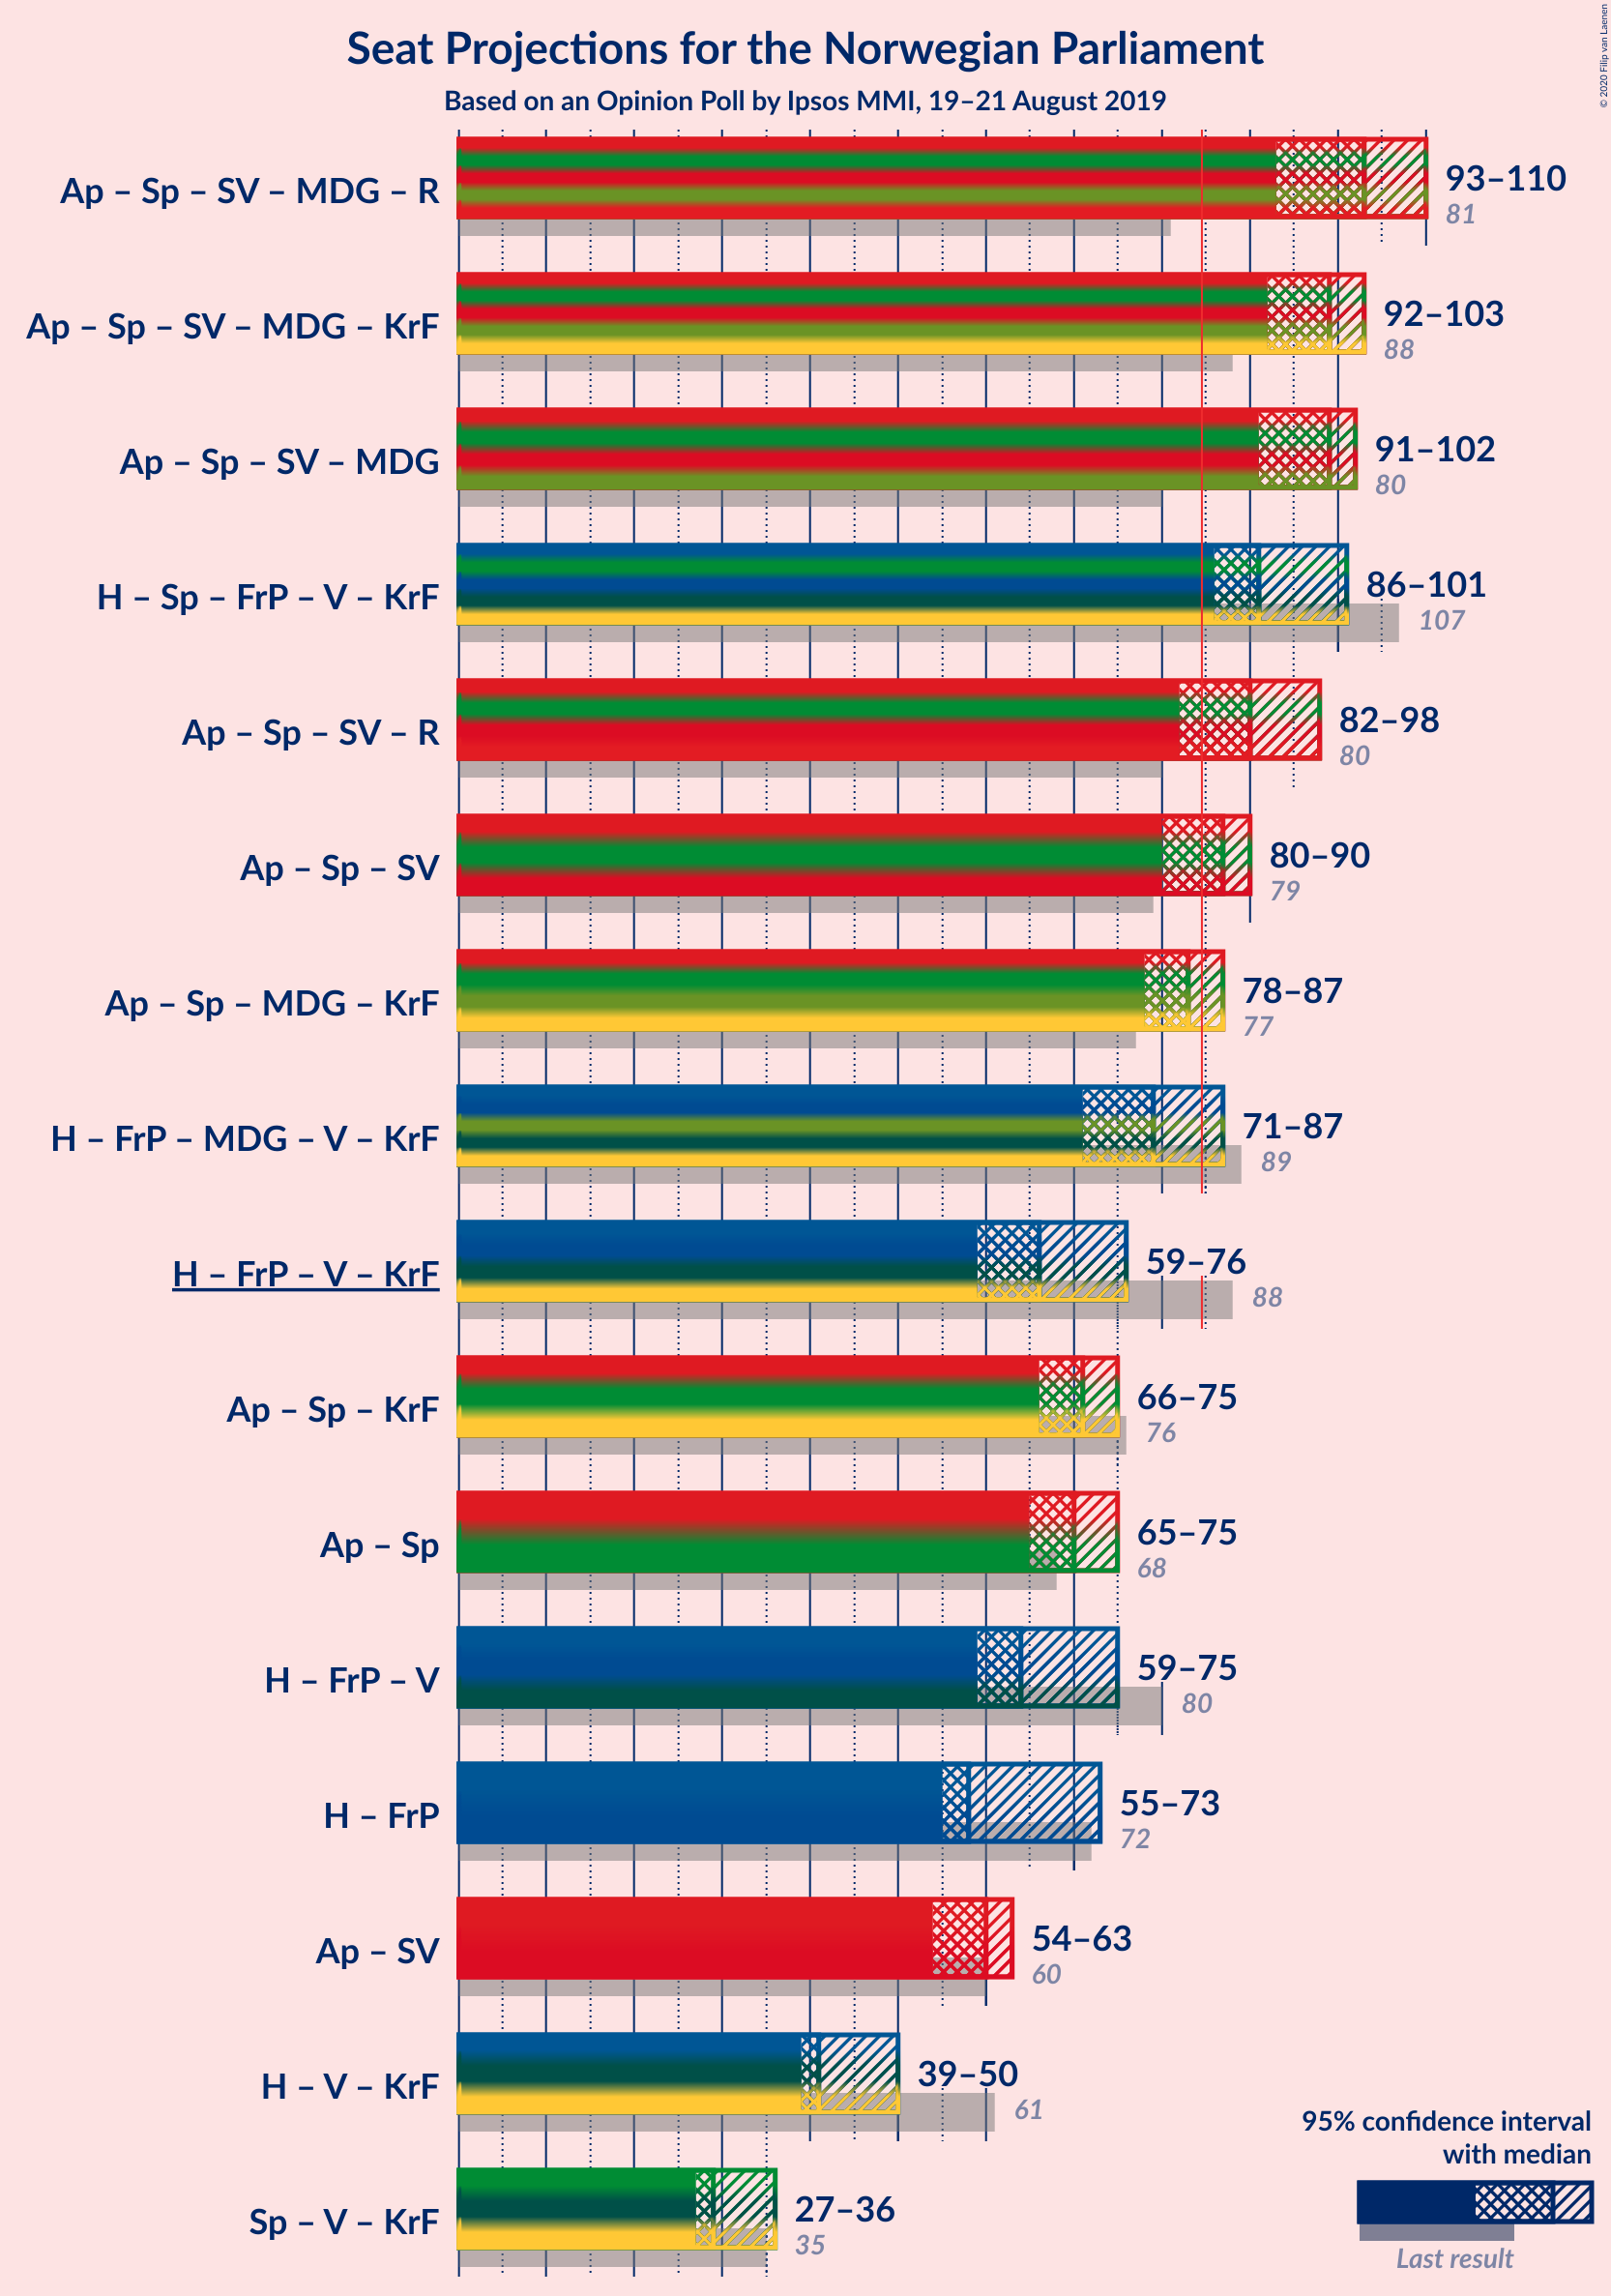 Seat Projections for the Norwegian Parliament
Based on an Opinion Poll by Ipsos MMI, 19–21 August 2019
© 2020 Filip van Laenen
Ap – Sp – SV – MDG – R
93–110
81
Ap – Sp – SV – MDG – KrF
92–103
88
Ap – Sp – SV – MDG
91–102
80
H – Sp – FrP – V – KrF
86–101
107
Ap – Sp – SV – R
82–98
80
Ap – Sp – SV
80–90
79
Ap – Sp – MDG – KrF
78–87
77
H – FrP – MDG – V – KrF
71–87
89
H – FrP – V – KrF
59–76
88
Ap – Sp – KrF
66–75
76
Ap – Sp
65–75
68
H – FrP – V
59–75
80
H – FrP
55–73
72
Ap – SV
54–63
60
H – V – KrF
39–50
61
Sp – V – KrF
27–36
35
95% confidence interval
with median
Last result